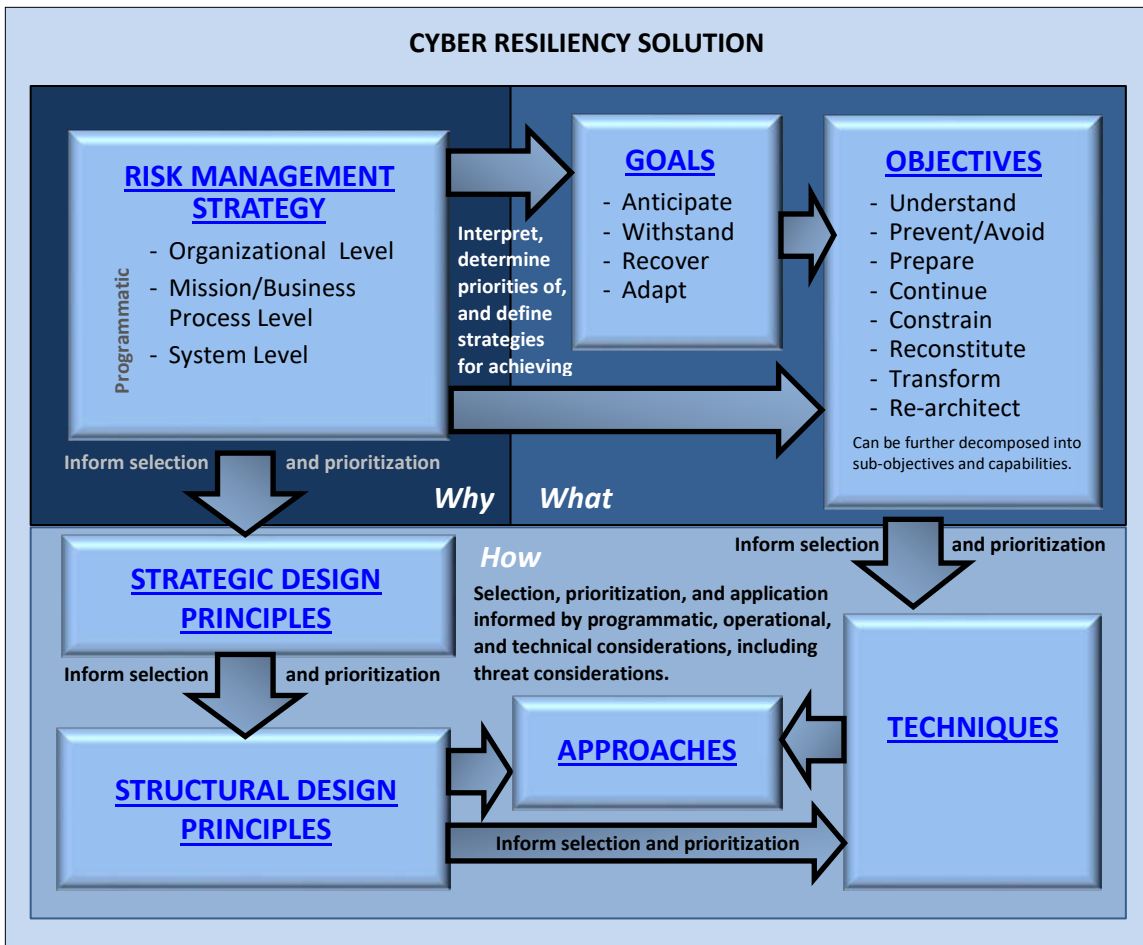 CYBER RESILIENCY SOLUTION
RISK MANAGEMENT
STRATEGY
- Organizational Level
- Mission/Business
Process Level
- System Level
Programmatic
Interpret,
determine
priorities of,
and define
strategies
for achieving
GOALS
- Anticipate
- Withstand
- Recover
- Adapt
OBJECTIVES
- Understand
- Prevent/Avoid
- Prepare
- Continue
- Constrain
- Reconstitute
- Transform
- Re-architect
Can be further decomposed into
sub-objectives and capabilities.
Inform selection and prioritization
Why
What
STRATEGIC DESIGN
PRINCIPLES
Inform selection and prioritization
How
Selection, prioritization, and application
informed by programmatic, operational,
and technical considerations, including
threat considerations.
Inform selection and prioritization
STRUCTURAL DESIGN
PRINCIPLES
APPROACHES
TECHNIQUES
Inform selection and prioritization